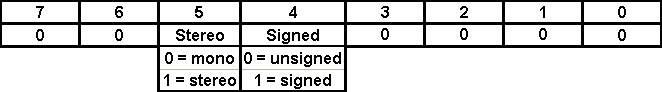 7 6 5 4 3 2 1 0
0 0 Stereo Signed 0 0 0 0
0 = mono 0 = unsigned
1 = stereo 1 = signed